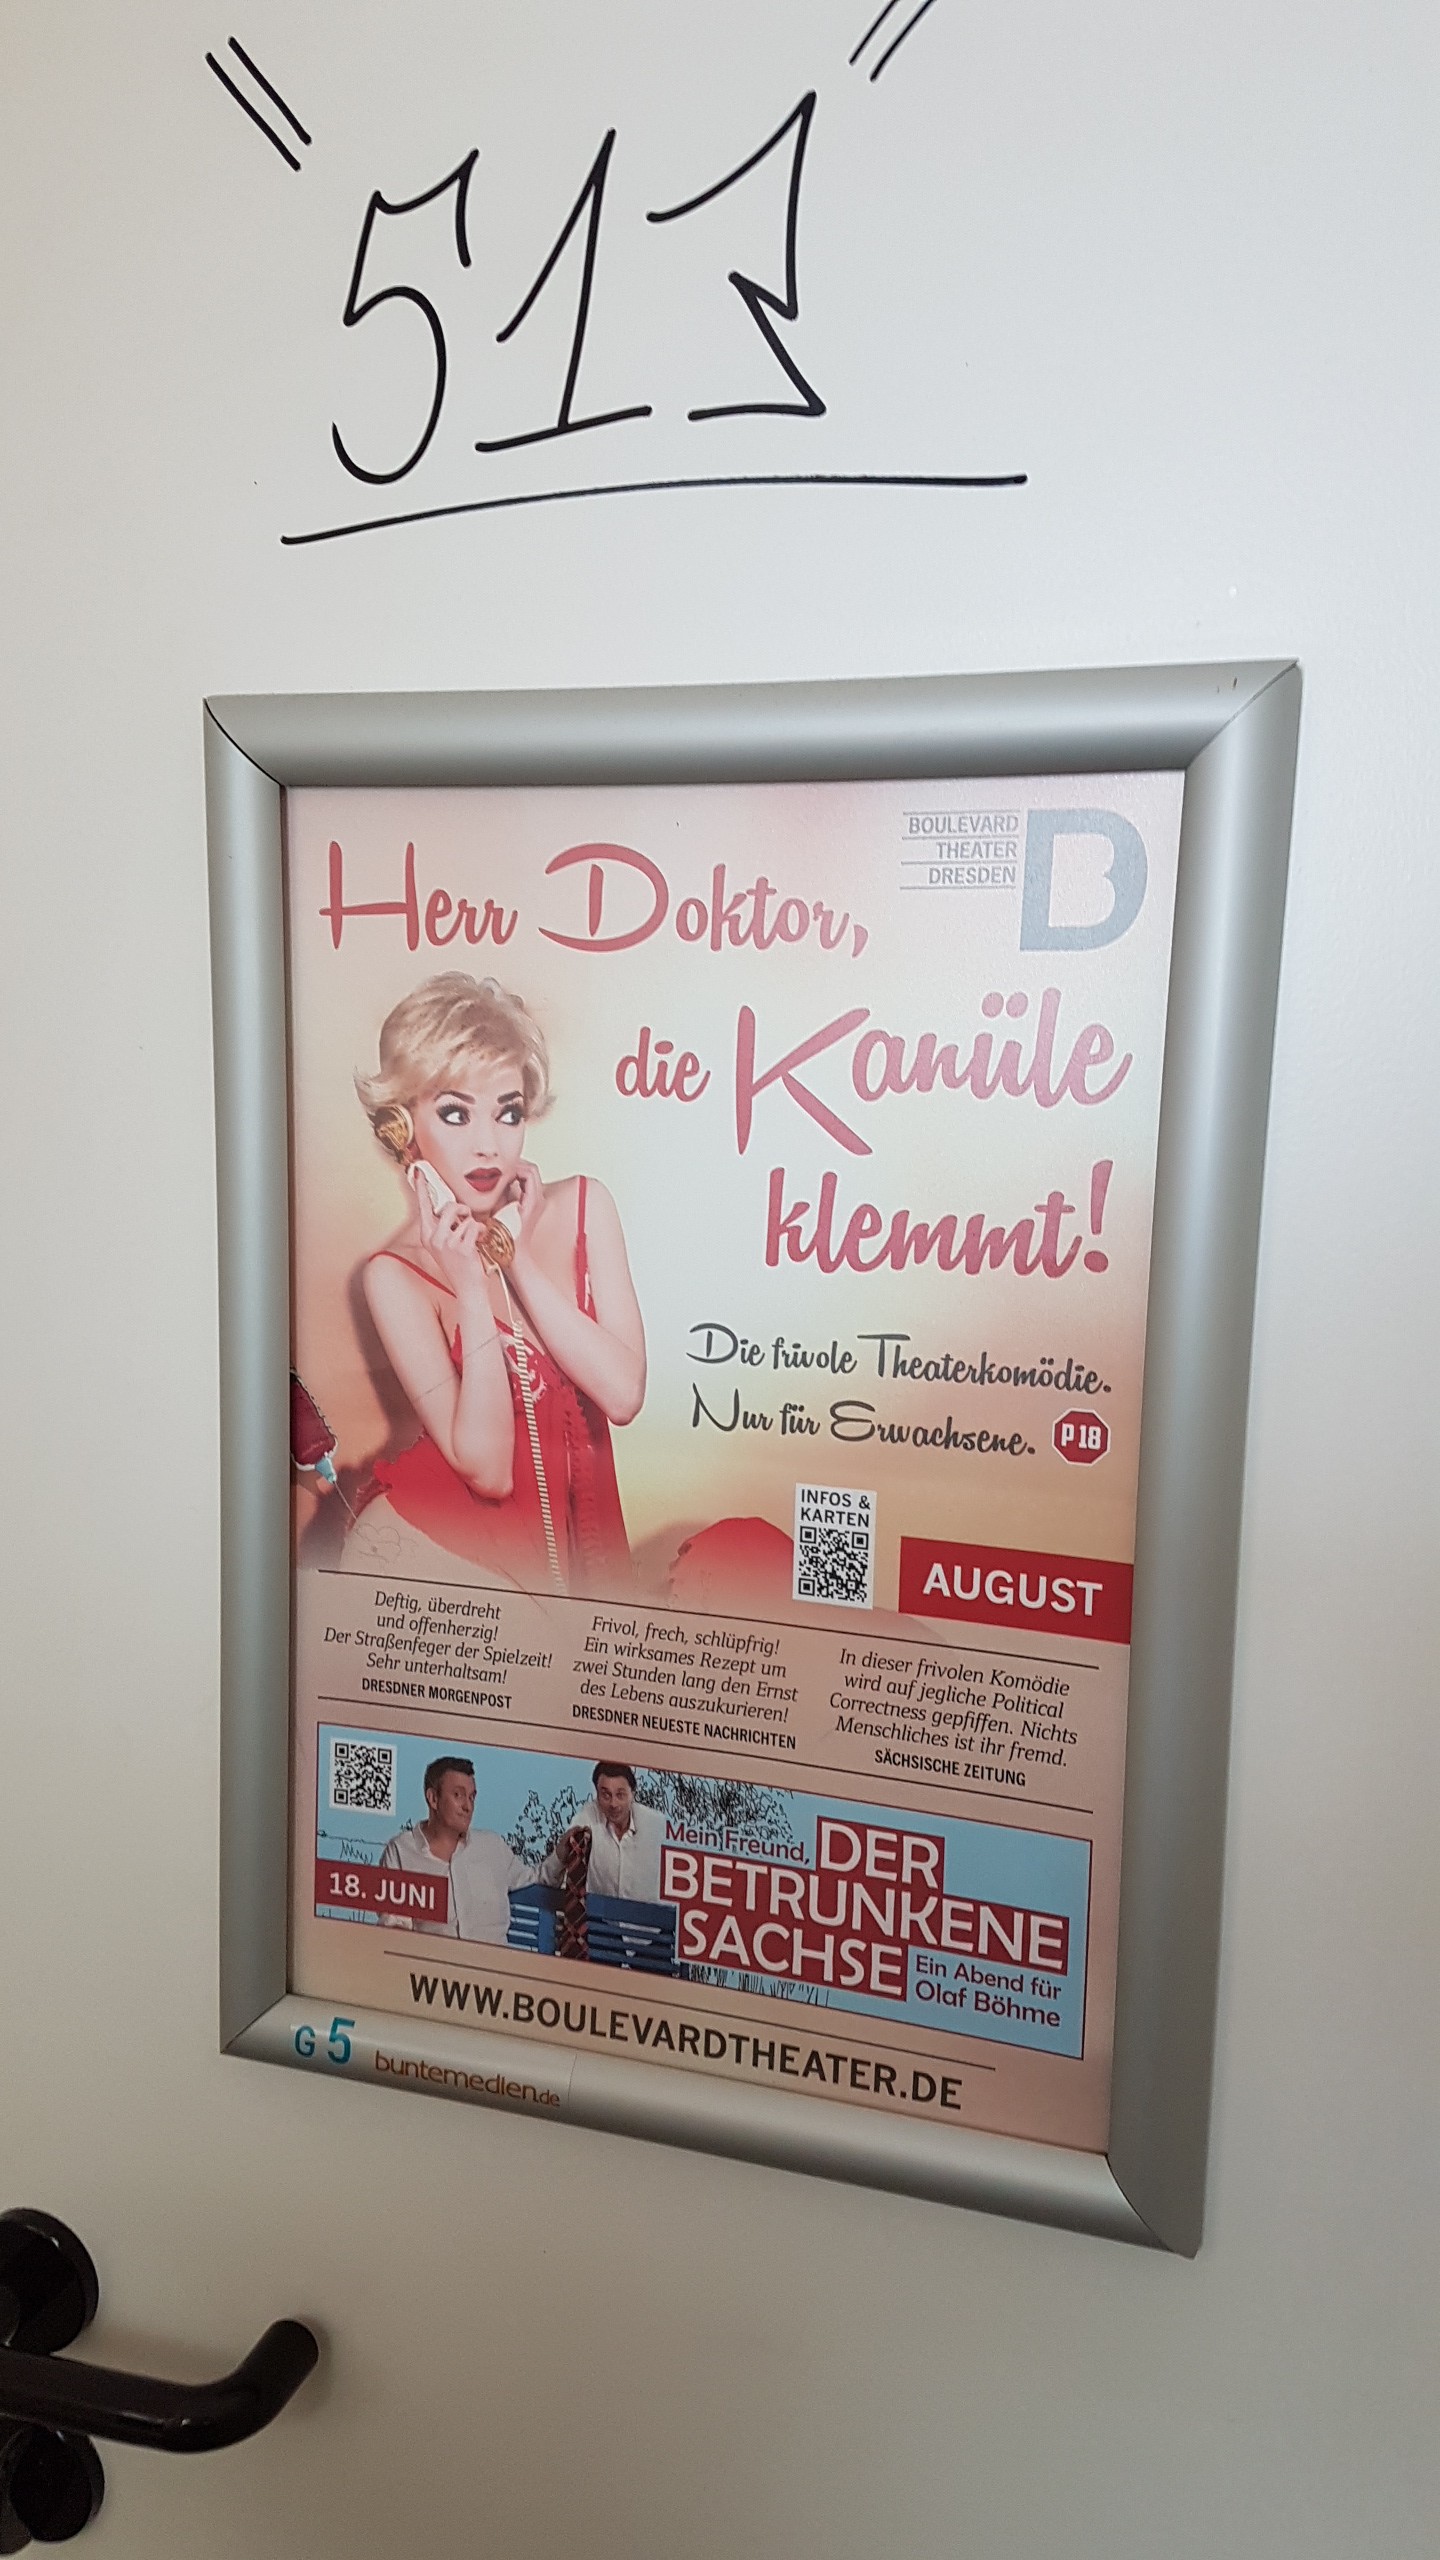 "513"
BOULEVARD
THEATER
DRESDEN
B
Herr Doktor,
die Kanüle
klemmt!
Die frivole Theaterkomödie.
Nur für Erwachsene. P18
INFOS &
KARTEN
AUGUST
Deftig, überdreht
und offenherzig!
Der Straßenfeger der Spielzeit!
Sehr unterhaltsam!
DRESDNER MORGENPOST
Frivol, frech, schlüpfrig!
Ein wirksames Rezept um
zwei Stunden lang den Ernst
des Lebens auszukurieren!
DRESDNER NEUESTE NACHRICHTEN
In dieser frivolen Komödie
wird auf jegliche Political
Correctness gepfiffen. Nichts
Menschliches ist ihr fremd.
SÄCHSISCHE ZEITUNG
18. JUNI
Mein Freund, DER
BETRUNKENE
SACHSE
Ein Abend für
Olaf Böhme
WWW.BOULEVARDTHEATER.DE
G 5 buntemedien.de